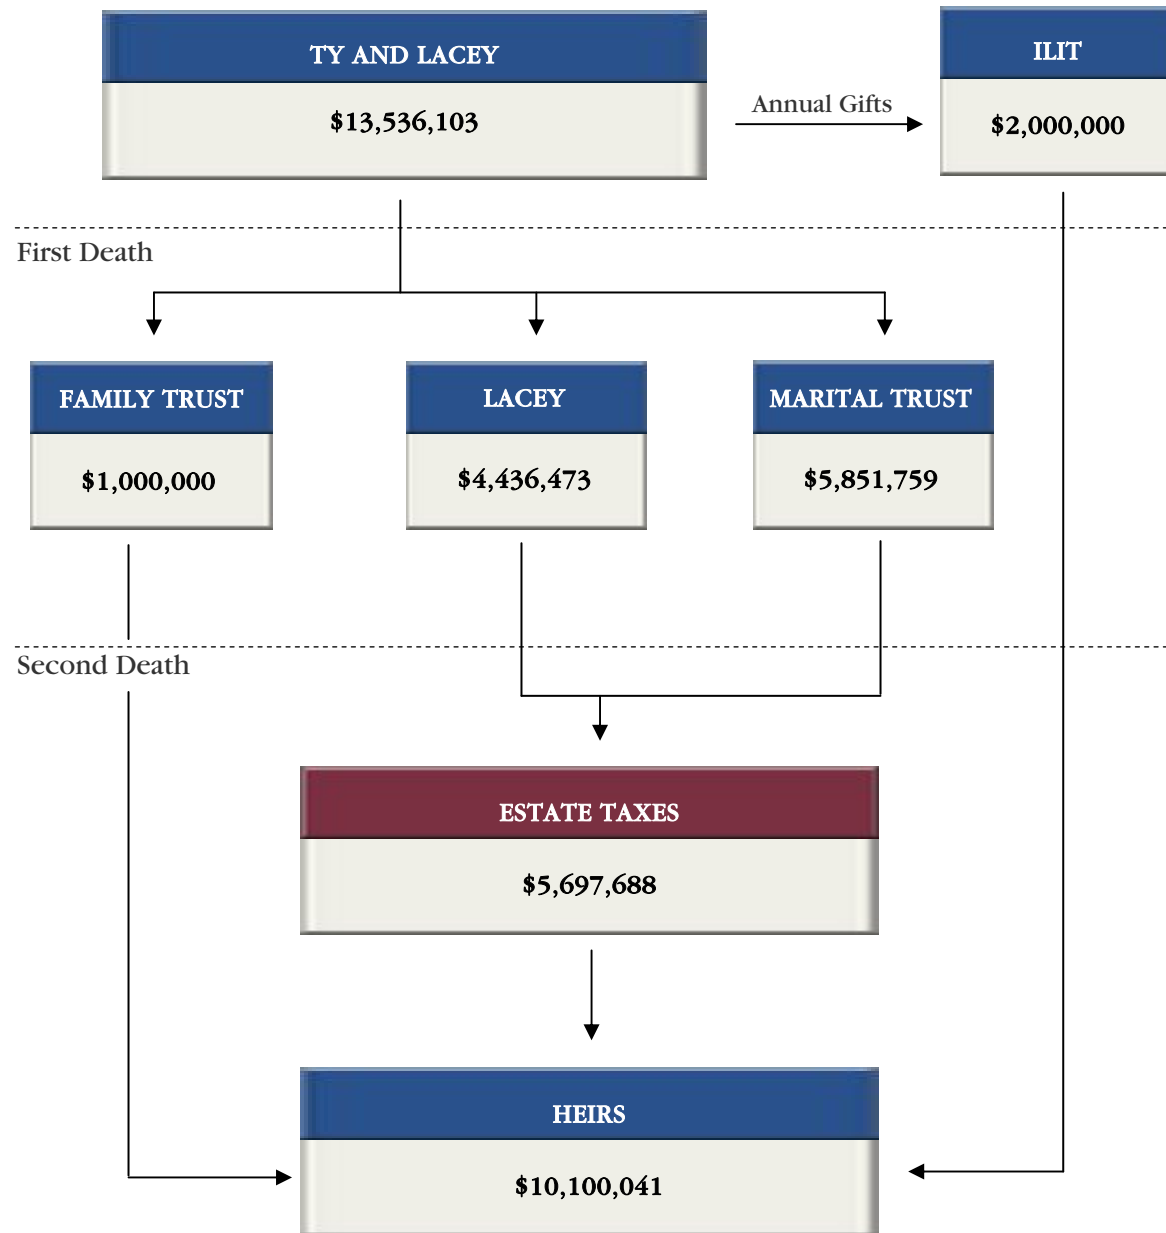 TY AND LACEY
$13,536,103
Annual Gifts
ILIT
$2,000,000
First Death
FAMILY TRUST
$1,000,000
LACEY
$4,436,473
MARITAL TRUST
$5,851,759
Second Death
ESTATE TAXES
$5,697,688
HEIRS
$10,100,041